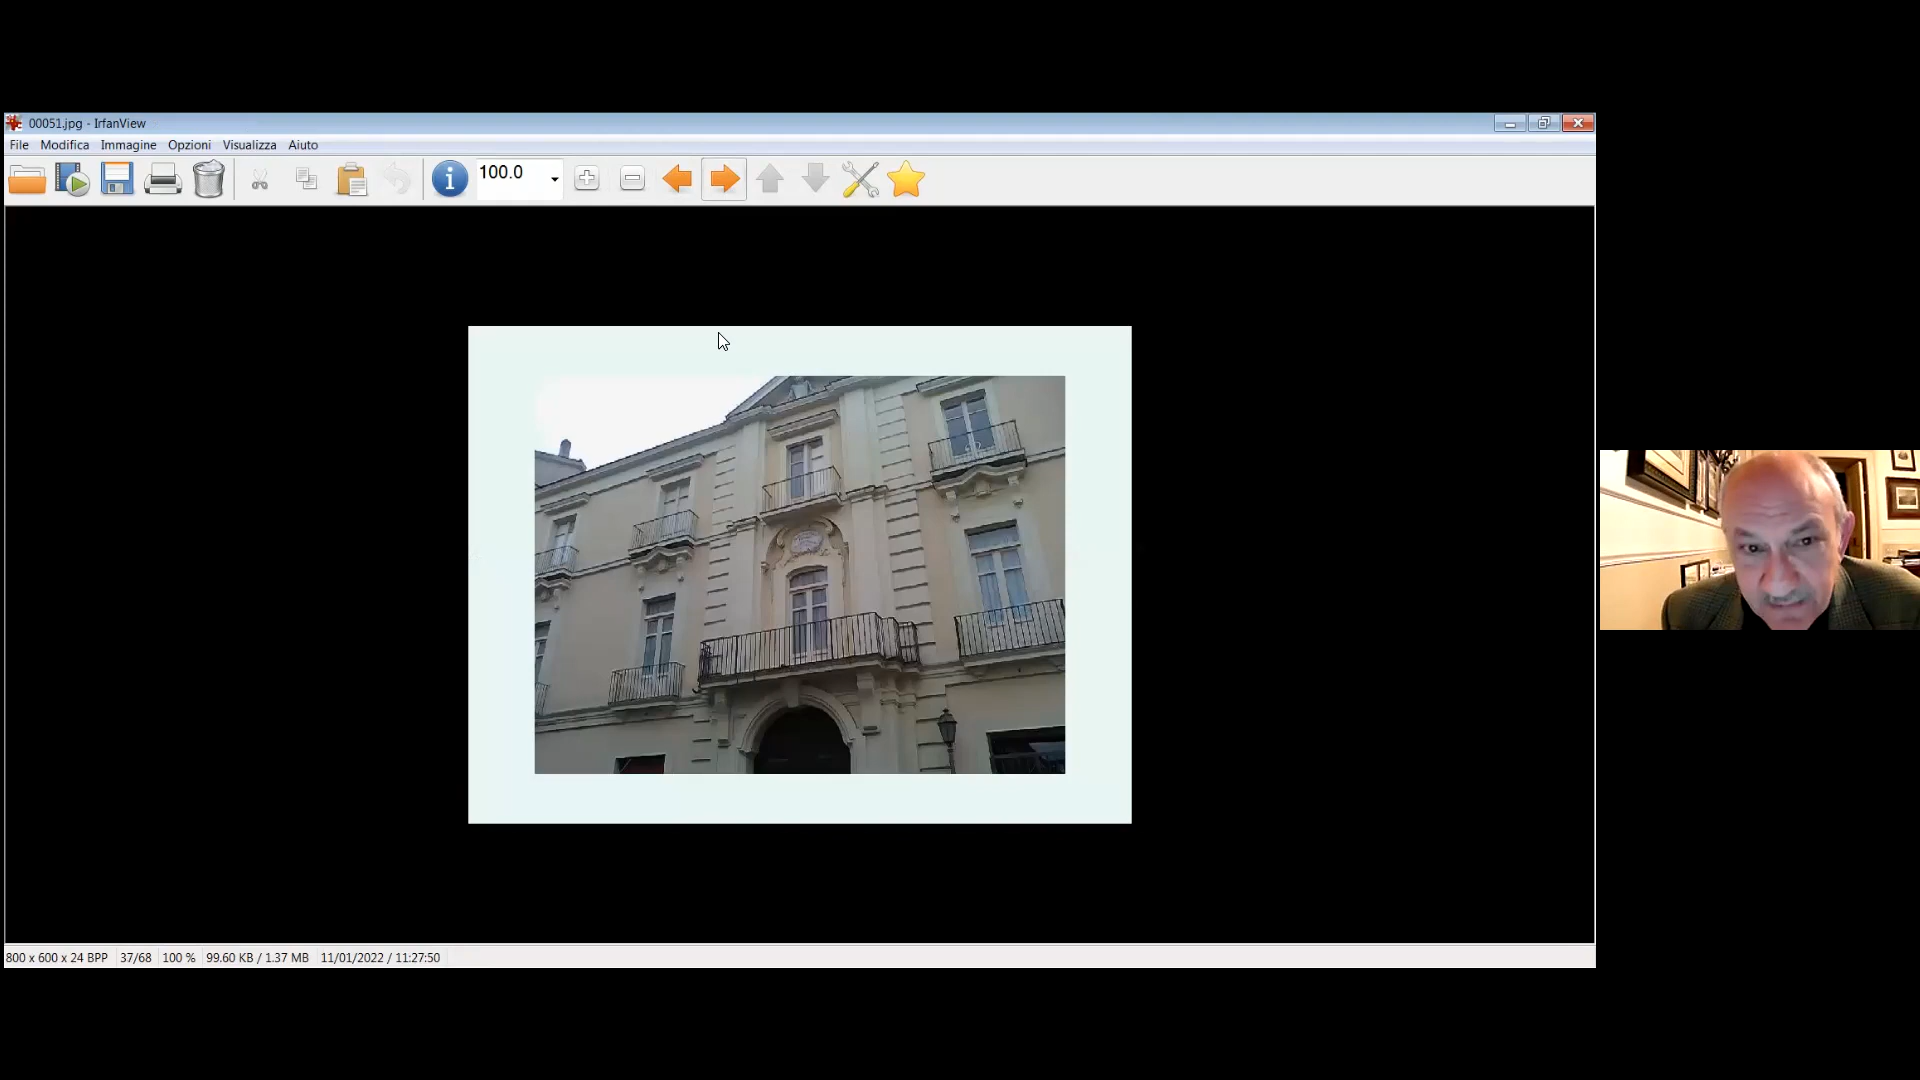 00051.jpg - IrfanView
File Modifica Immagine Opzioni Visualizza Aiuto
100.0
800 x 600 x 24 BPP 37/68 100 % 99.60 KB / 1.37 MB 11/01/2022 / 11:27:50